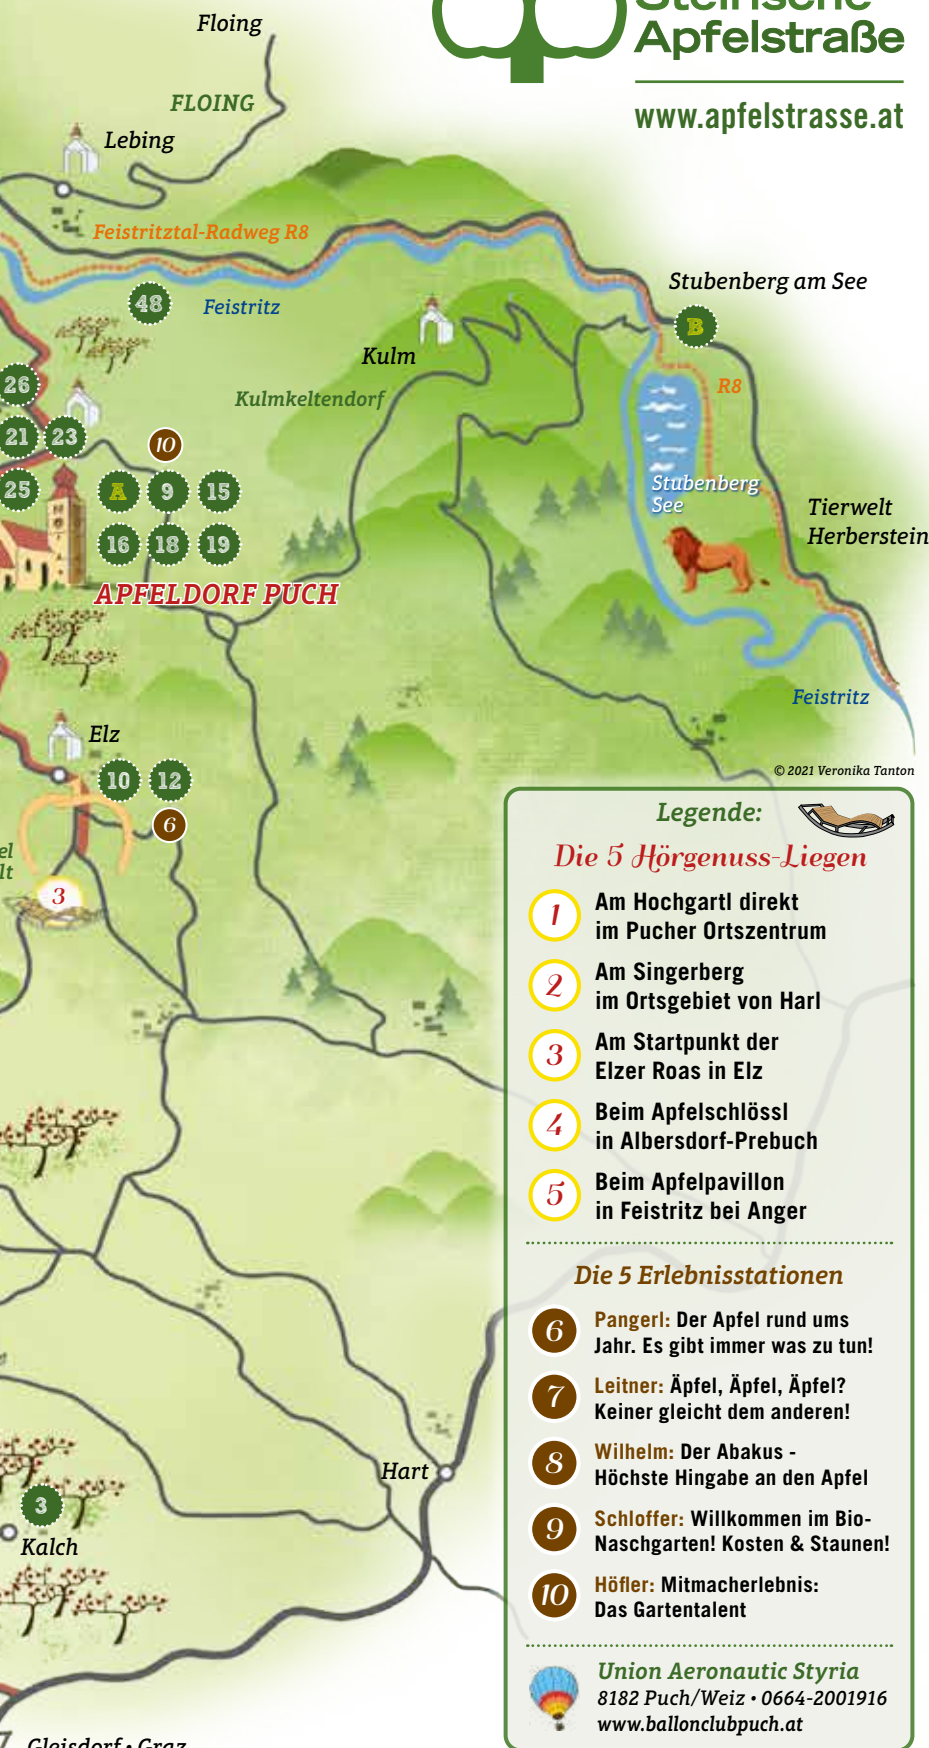 Steirische
Apfelstraße
www.apfelstrasse.at
Floing
FLOING
Lebing
Feistritztal-Radweg R8
48
Feistritz
Stubenberg am See
B
Kulm
Kulmkeltendorf
R8
26
21 23
10
25
A 9 15
16 18 19
Stubenberg
See
Tierwelt
Herberstein
APFELDORF PUCH
Feistritz
Elz
10 12
6
el
lt
3
© 2021 Veronika Tanton
Legende:
Die 5 Hörgenuss-Liegen
1 Am Hochgartl direkt
im Pucher Ortszentrum
2 Am Singerberg
im Ortsgebiet von Harl
3 Am Startpunkt der
Elzer Roas in Elz
4 Beim Apfelschlössl
in Albersdorf-Prebuch
5 Beim Apfelpavillon
in Feistritz bei Anger
Die 5 Erlebnisstationen
6 Pangerl: Der Apfel rund ums
Jahr. Es gibt immer was zu tun!
7 Leitner: Äpfel, Äpfel, Äpfel?
Keiner gleicht dem anderen!
8 Wilhelm: Der Abakus -
Höchste Hingabe an den Apfel
9 Schloffer: Willkommen im Bio-
Naschgarten! Kosten & Staunen!
10 Höfler: Mitmacherlebnis:
Das Gartentalent
Union Aeronautic Styria
8182 Puch/Weiz • 0664-2001916
www.ballonclubpuch.at
Hart
3
Kalch
Gleisdorf • Graz